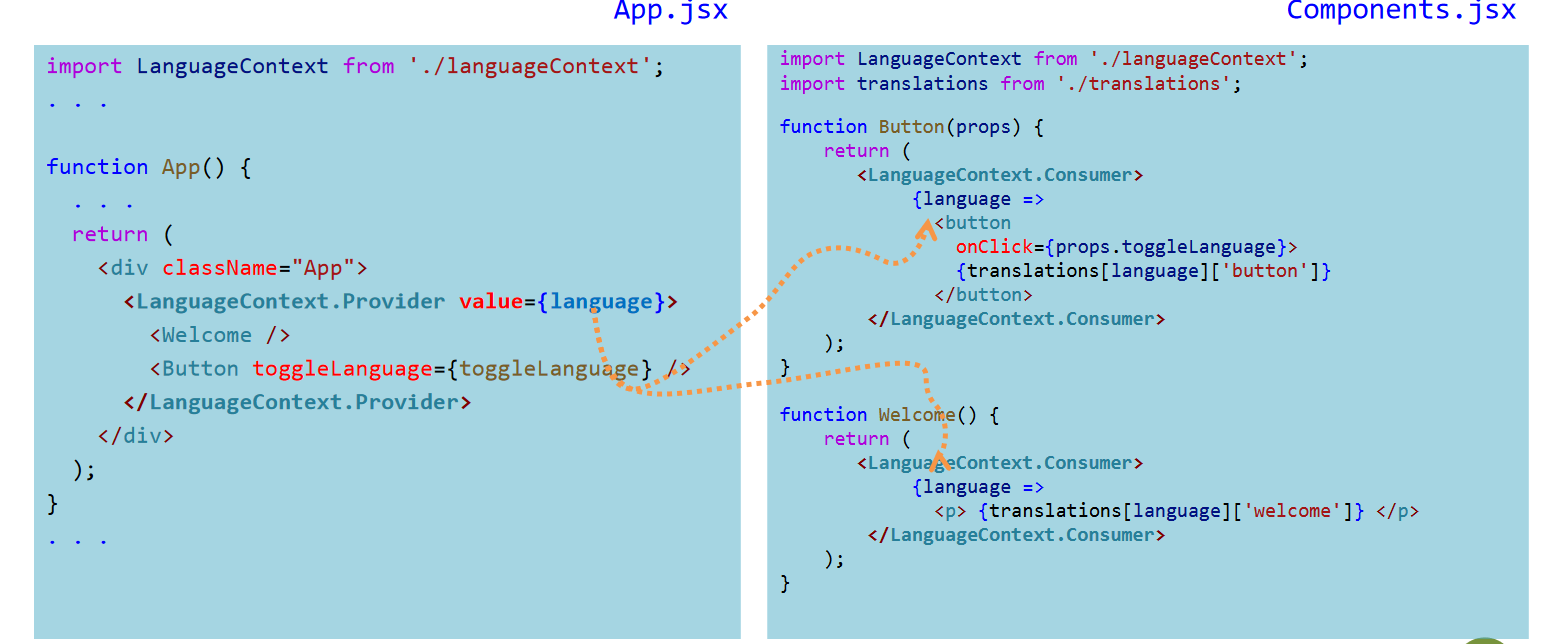 App.jsx
import LanguageContext from './languageContext';
. . .
function App() {
  . . .
  return (
    <div className="App">
      <LanguageContext.Provider value={language}>
        <Welcome />
        <Button toggleLanguage={toggleLanguage} />
      </LanguageContext.Provider>
    </div>
  );
}
. . .
Components.jsx
import LanguageContext from './languageContext';
import translations from './translations';
function Button(props) {
    return (
       <LanguageContext.Consumer>
            {language =>
              <button
                onClick={props.toggleLanguage}>
                {translations[language]['button']}
              </button>
        </LanguageContext.Consumer>
    );
}
function Welcome() {
    return (
       <LanguageContext.Consumer>
            {language =>
              <p> {translations[language]['welcome']} </p>
        </LanguageContext.Consumer>
    );
}